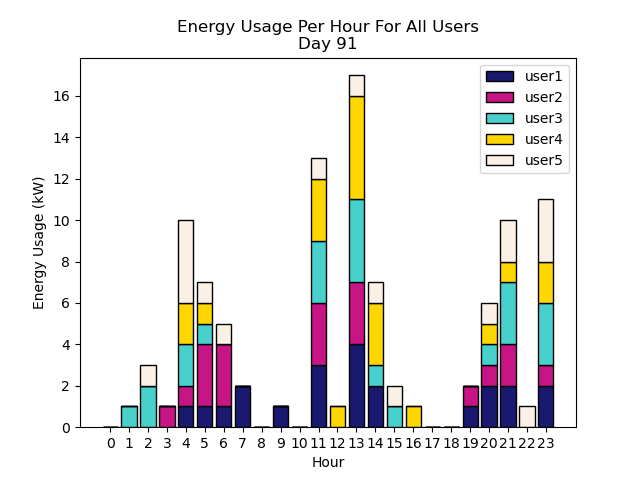 Energy Usage Per Hour For All Users
Day 91
user1
user2
user3
user4
user5
Energy Usage (kW)
16
14
12
10
8
6
4
2
0
0 1 2 3 4 5 6 7 8 9 10 11 12 13 14 15 16 17 18 19 20 21 22 23
Hour